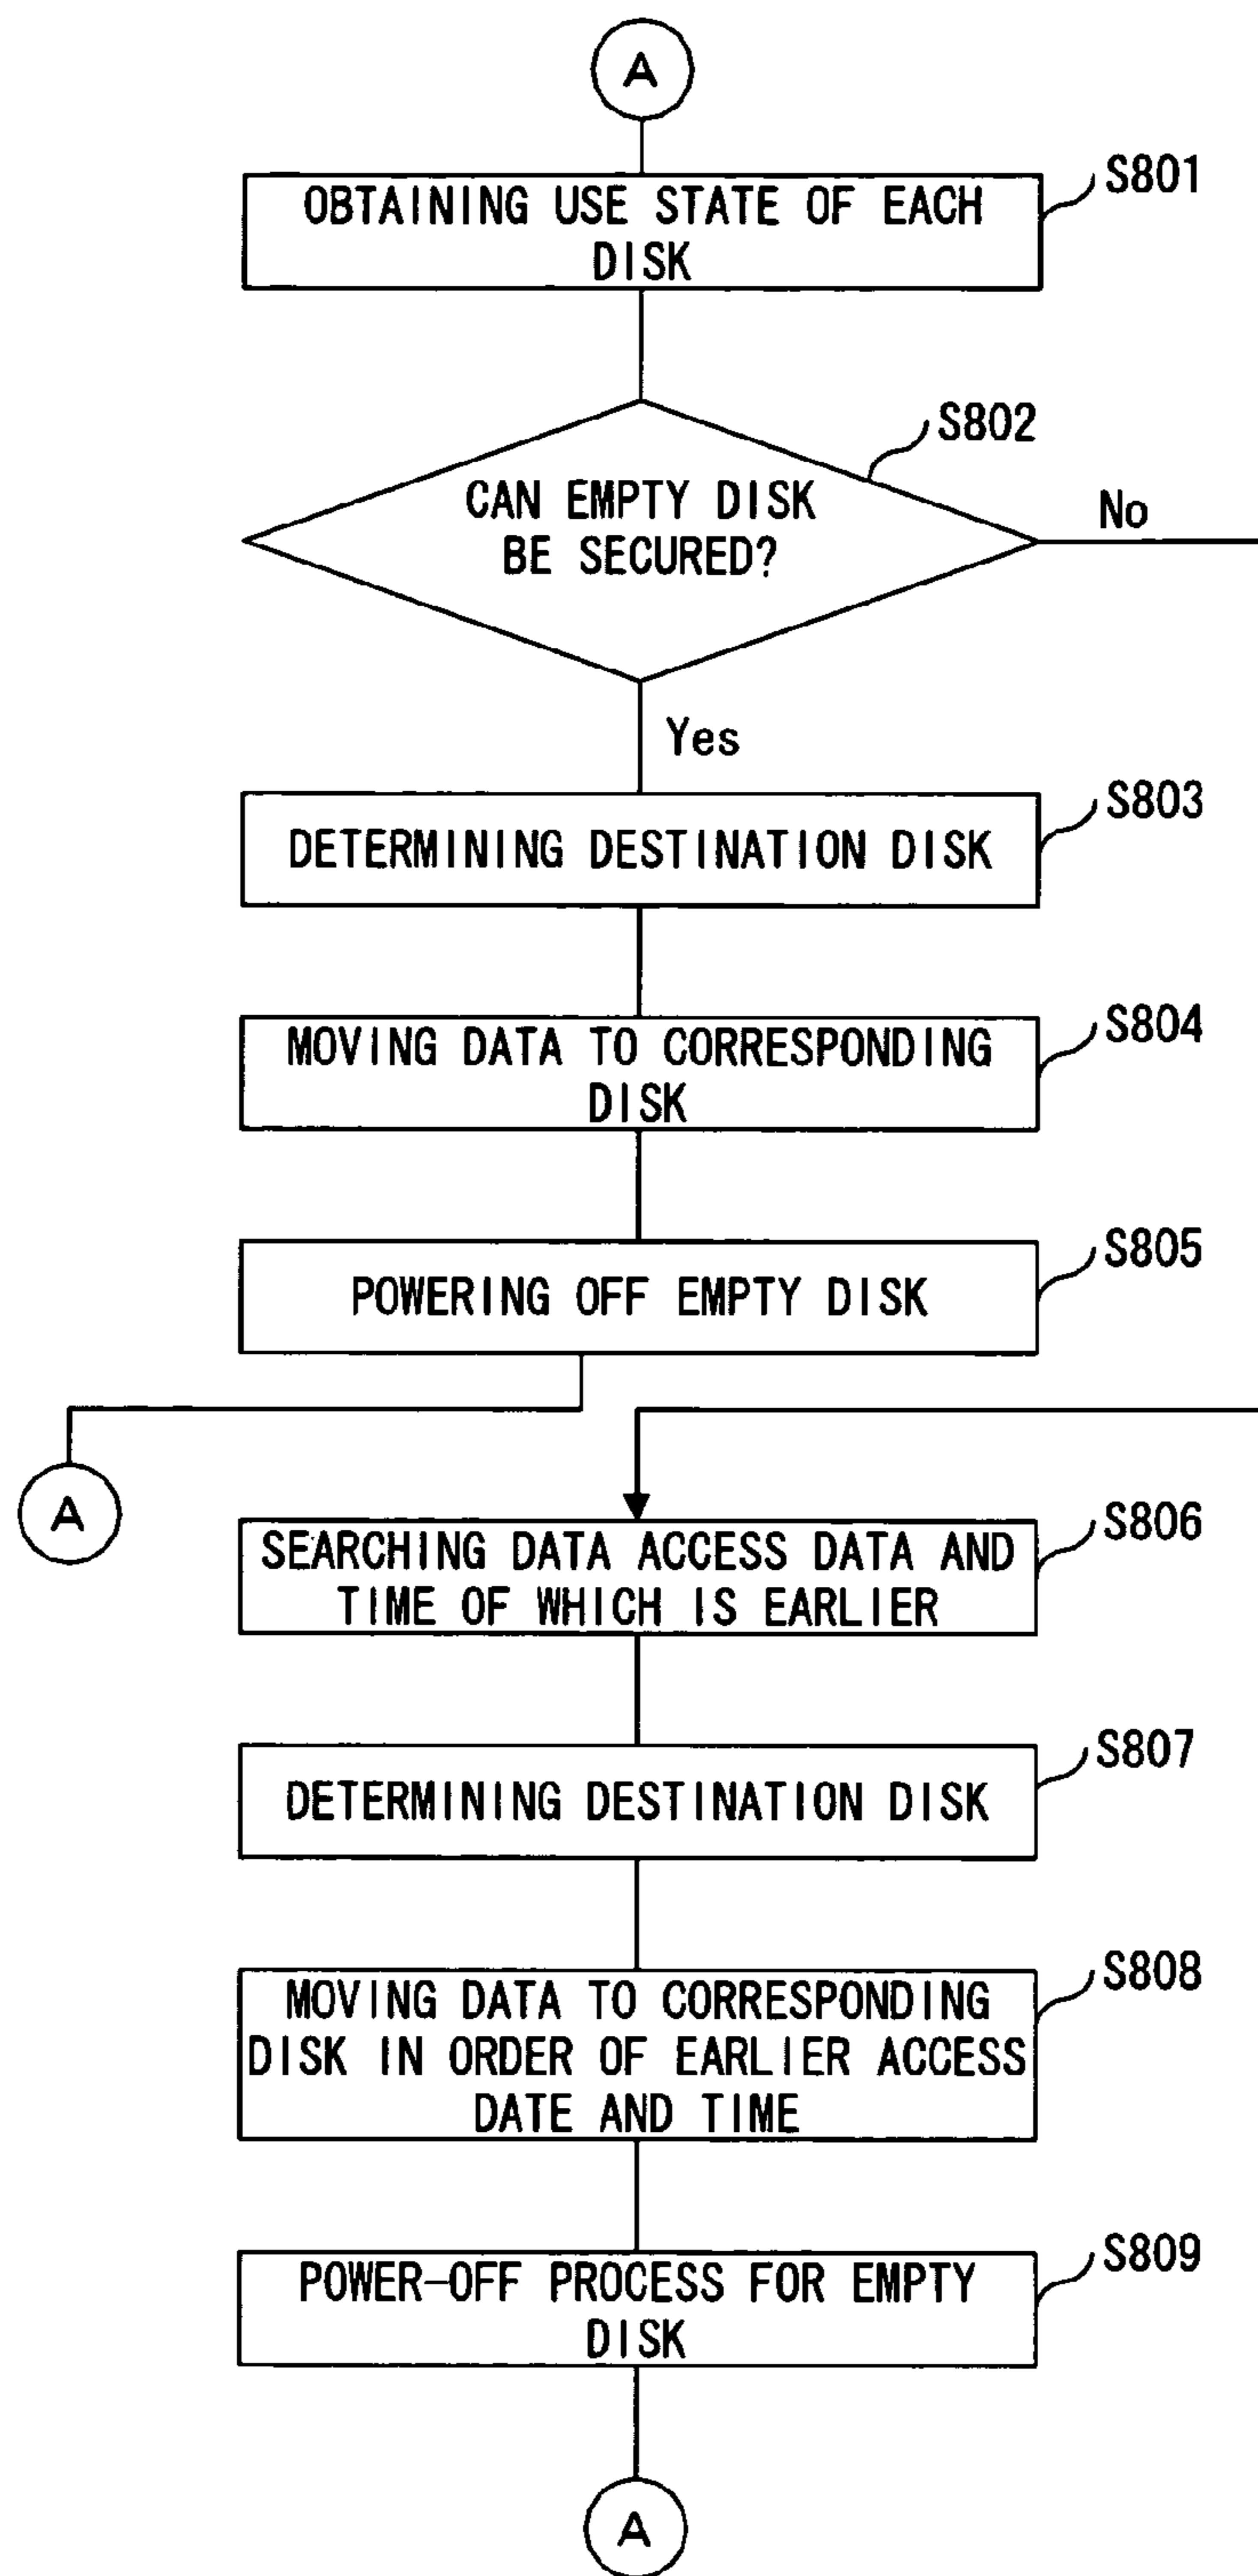 A
S801
OBTAINING USE STATE OF EACH
DISK
S802
CAN EMPTY DISK
BE SECURED?
No
Yes
S803
DETERMINING DESTINATION DISK
S804
MOVING DATA TO CORRESPONDING
DISK
S805
POWERING OFF EMPTY DISK
A
S806
SEARCHING DATA ACCESS DATA AND
TIME OF WHICH IS EARLIER
S807
DETERMINING DESTINATION DISK
S808
MOVING DATA TO CORRESPONDING
DISK IN ORDER OF EARLIER ACCESS
DATE AND TIME
S809
POWER-OFF PROCESS FOR EMPTY
DISK
A